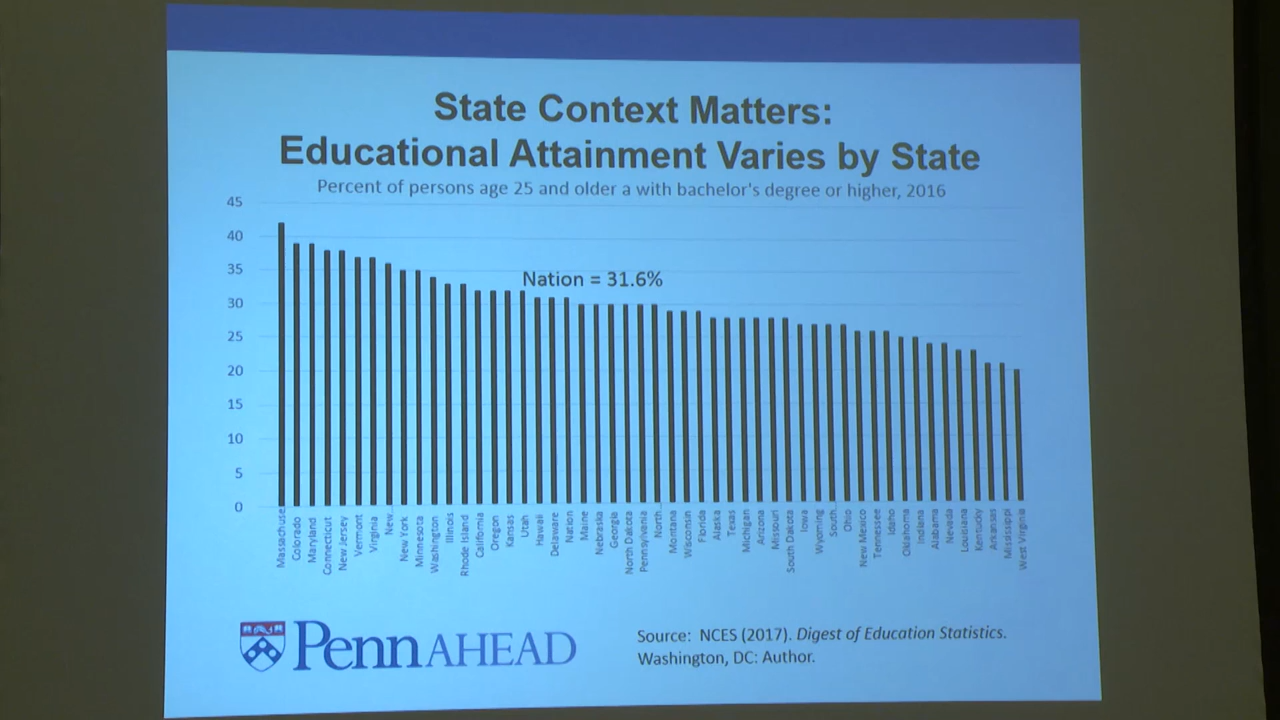 State Context Matters:
Educational Attainment Varies by State
Percent of persons age 25 and older a with bachelor's degree or higher, 2016
45
40
35
30
25
20
15
10
5
0
Nation = 31.6%
Massachuse
Colorado
Maryland
Connecticut
New Jersey
Vermont
Virginia
New
New York
Minnesota
Washington
Illinois
Rhode Island
California
Oregon
Kansas
Utah
Hawaii
Delaware
Nation
Maine
Nebraska
Georgia
North Dakota
Pennsylvania
North
Montana
Wisconsin
Florida
Alaska
Texas
Michigan
Arizona
Missouri
South Dakota
Iowa
Wyoming
South
Ohio
New Mexico
Tennessee
Idaho
Oklahoma
Indiana
Alabama
Nevada
Louisiana
Kentucky
Arkansas
Mississippi
West Virginia
Penn AHEAD
Source: NCES (2017). Digest of Education Statistics.
Washington, DC: Author.